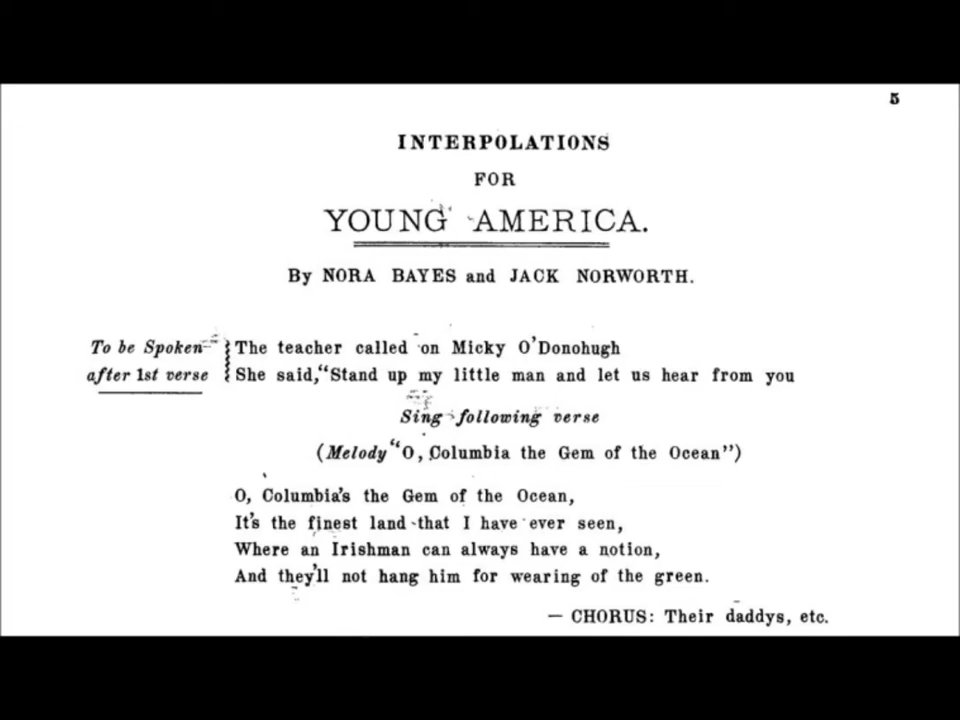 5
INTERPOLATIONS
FOR
YOUNG AMERICA.
By NORA BAYES and JACK NORWORTH.
To be Spoken The teacher called on Micky O'Donohugh
after 1st verse She said,"Stand up my little man and let us hear from you
Sing following verse
(Melody "O, Columbia the Gem of the Ocean")
O, Columbia's the Gem of the Ocean,
It's the finest land that I have ever seen,
Where an Irishman can always have a notion,
And they'll not hang him for wearing of the green.
— CHORUS: Their daddys, etc.